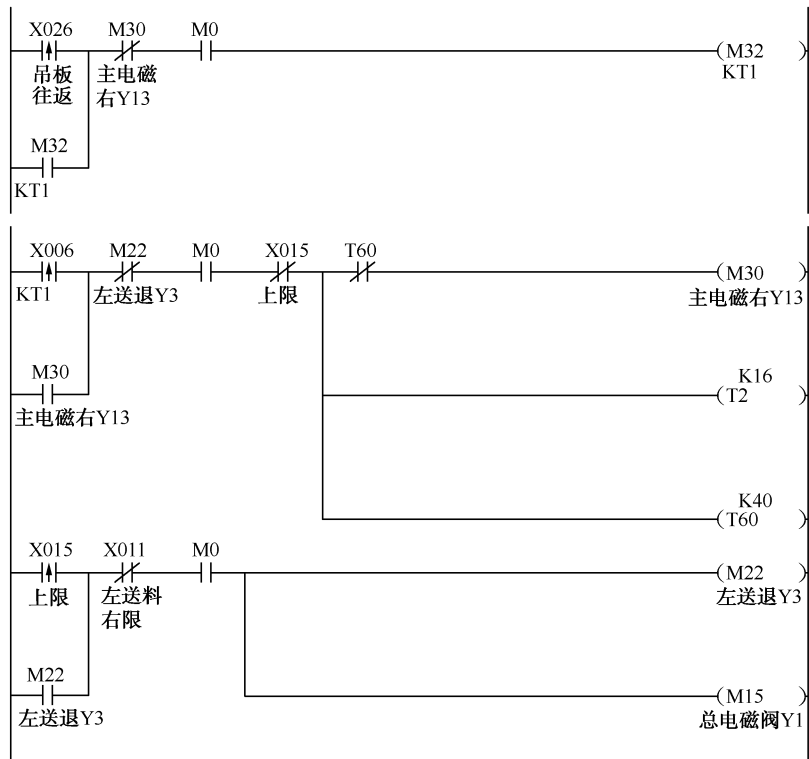 X026 M30 M0
(M32 )
吊板
往返
主电磁
右Y13
KT1
M32
KT1
X006 M22 M0 X015 T60
(M30 )
KT1 左送退Y3 上限 主电磁右Y13
M30
主电磁右Y13
K16
(T2 )
K40
(T60 )
X015 X011 M0
(M22 )
上限
左送料
右限
左送退Y3
M22
左送退Y3
(M15 )
总电磁阀Y1